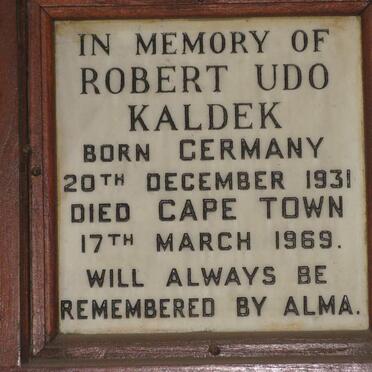 IN MEMORY OF
ROBERT UDO
KALDEK
BORN GERMANY
20TH DECEMBER 1931
DIED CAPE TOWN
17TH MARCH 1969.
WILL ALWAYS BE
REMEMBERED BY ALMA.